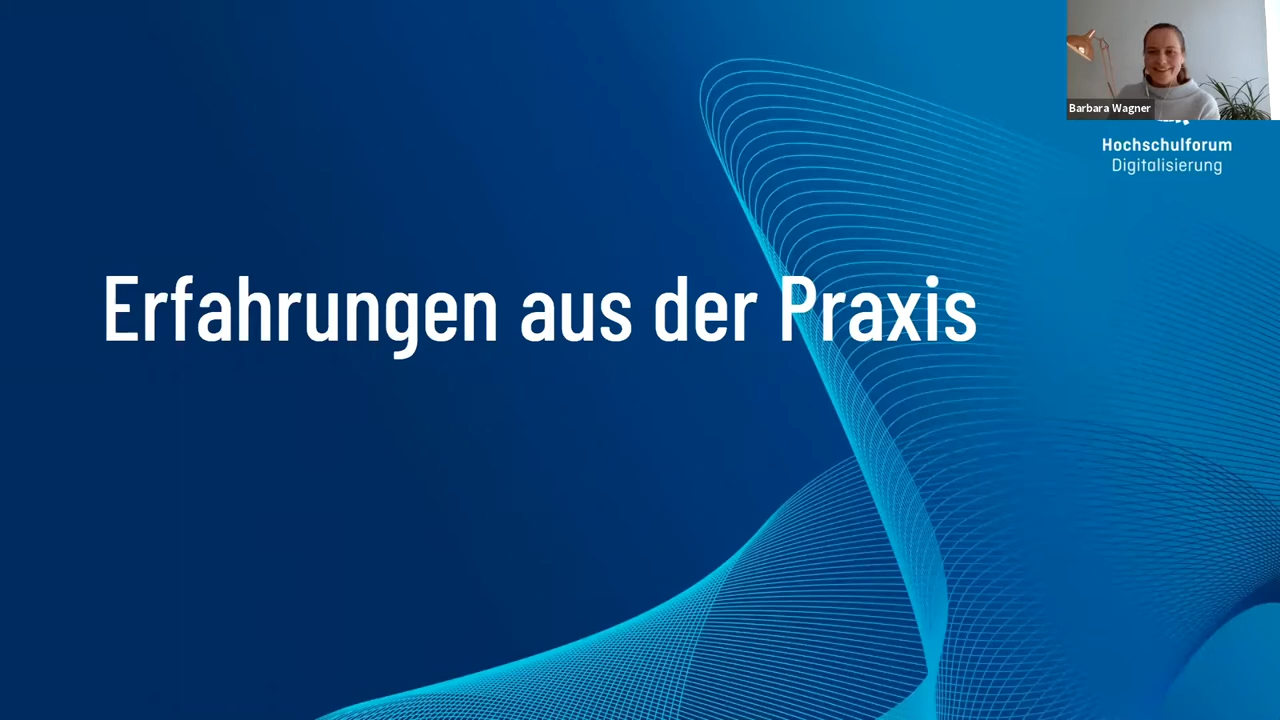 Barbara Wagner
Hochschulforum
Digitalisierung
Erfahrungen aus der Praxis